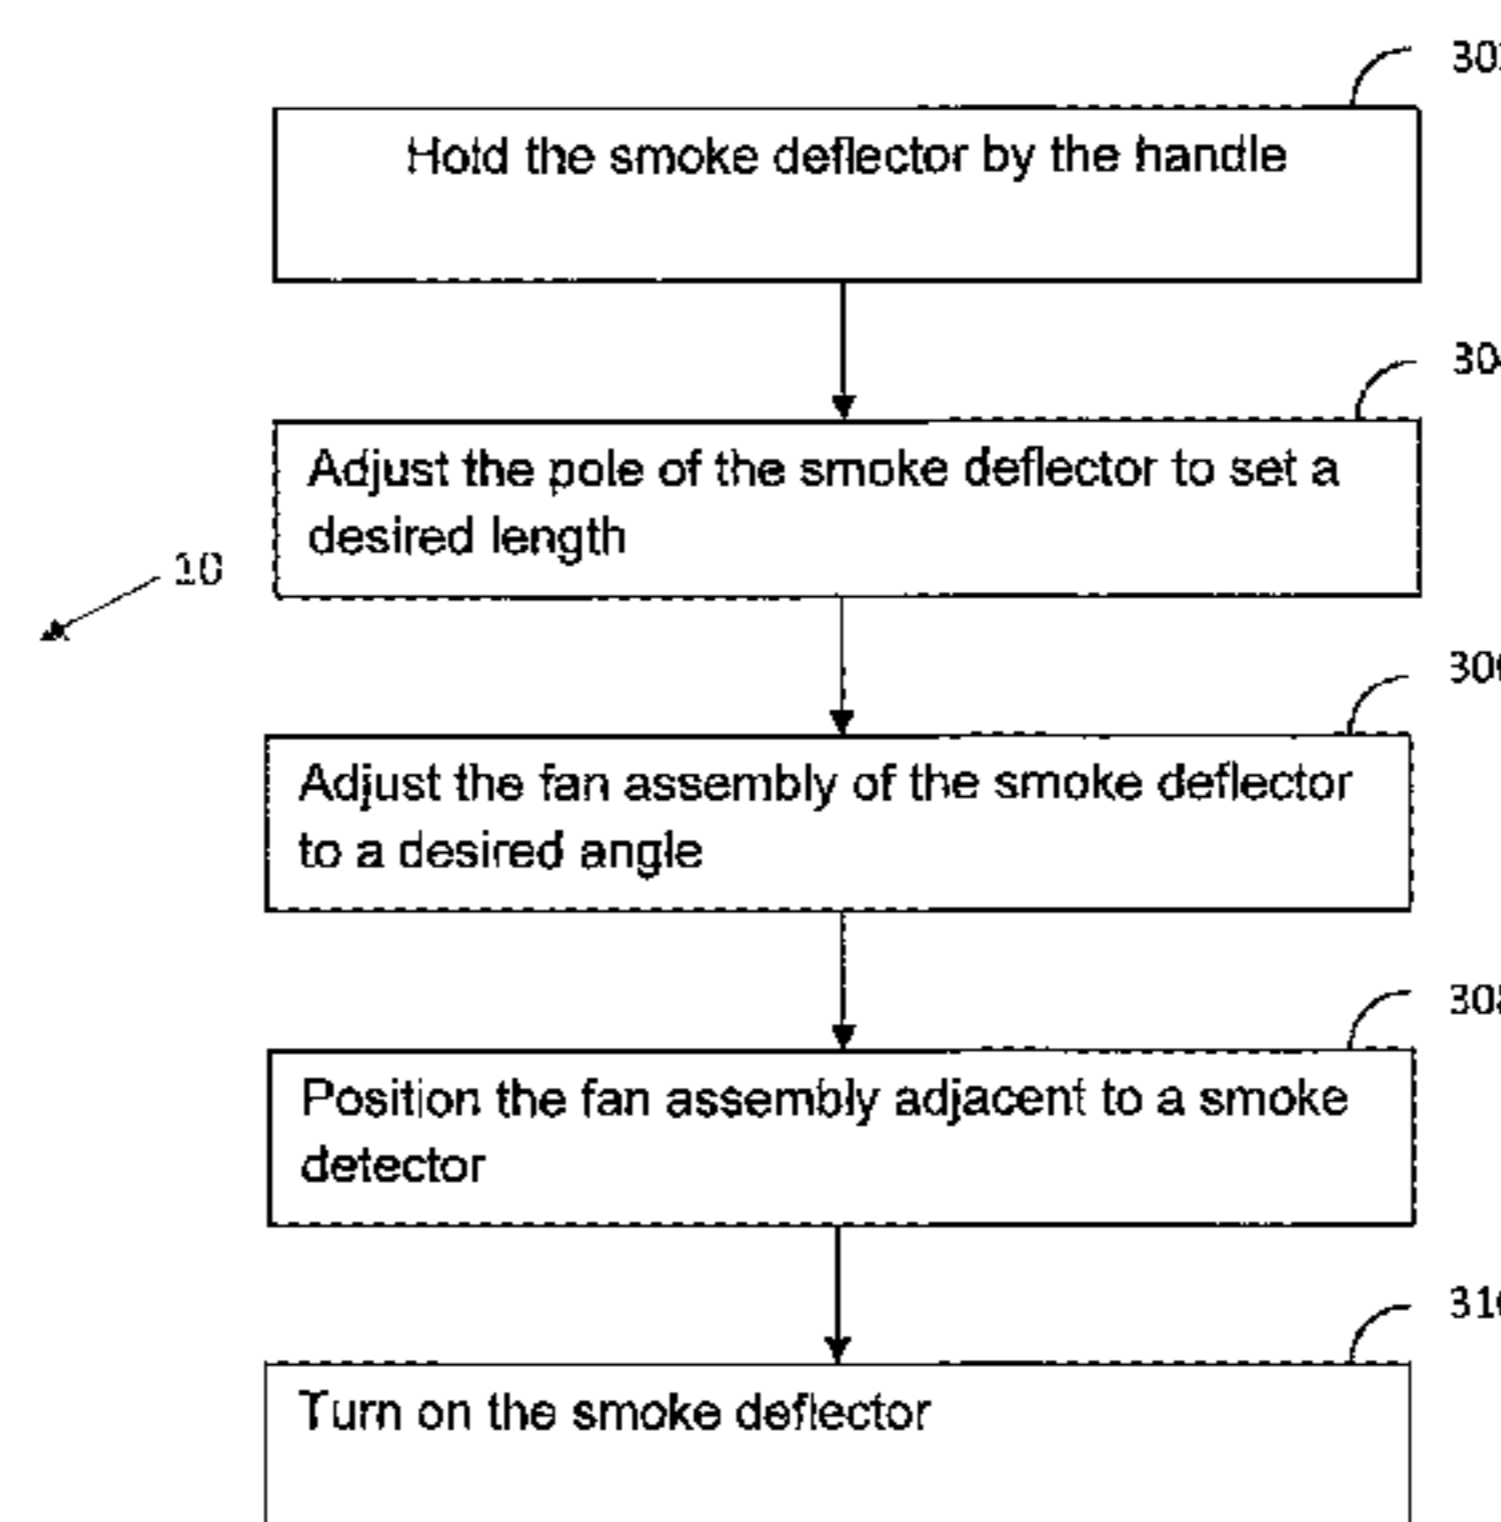 Hold the smoke deflector by the handle
Adjust the pole of the smoke deflector to set a
desired length
10
Adjust the fan assembly of the smoke deflector
to a desired angle
Position the fan assembly adjacent to a smoke
detector
Turn on the smoke deflector